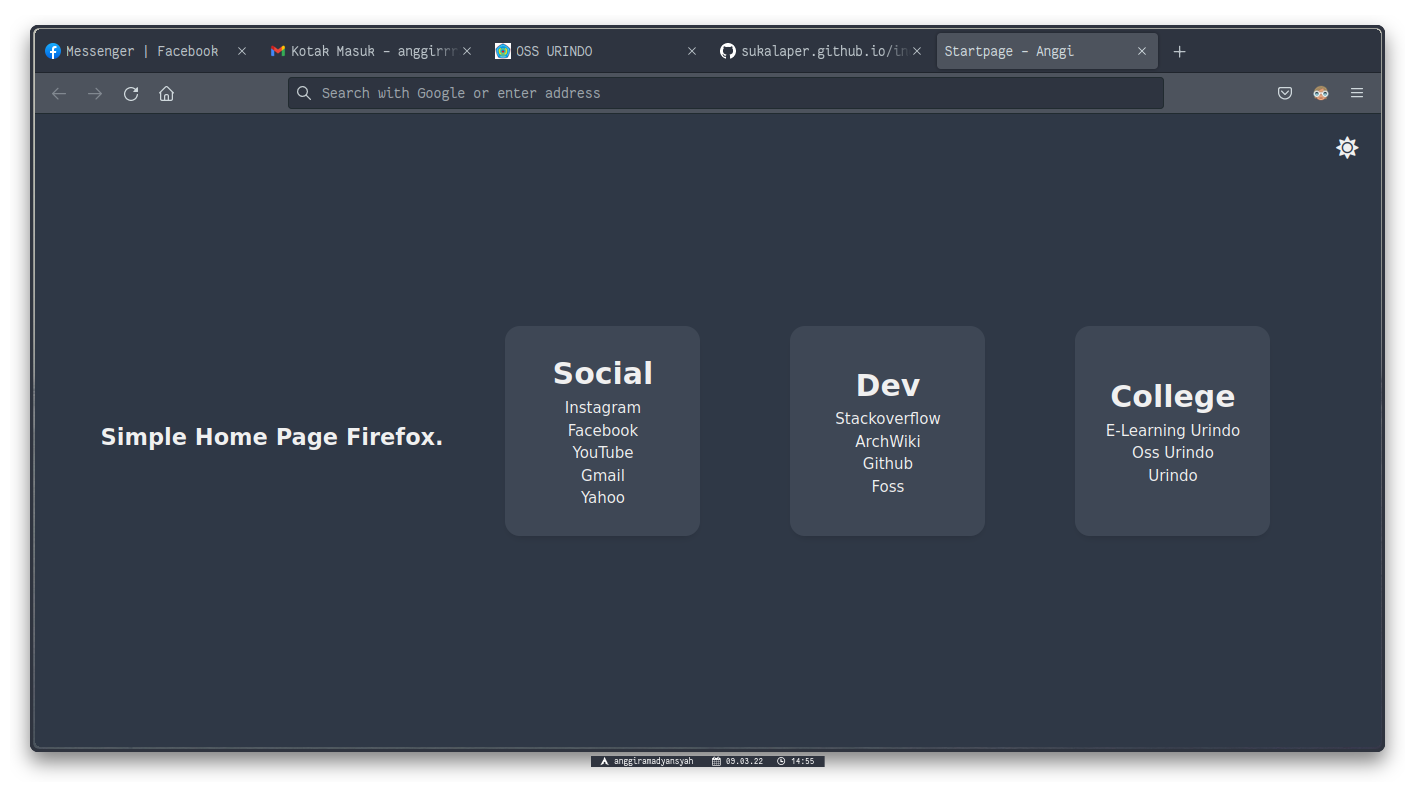 Messenger | Facebook
Kotak Masuk - anggirrr
OSS URINDO
sukalaper.github.io/in
Startpage - Anggi
Search with Google or enter address
Simple Home Page Firefox.
Social
Instagram
Facebook
YouTube
Gmail
Yahoo
Dev
Stackoverflow
ArchWiki
Github
Foss
College
E-Learning Urindo
Oss Urindo
Urindo
anggiramadyansyah 09.03.22 14:55